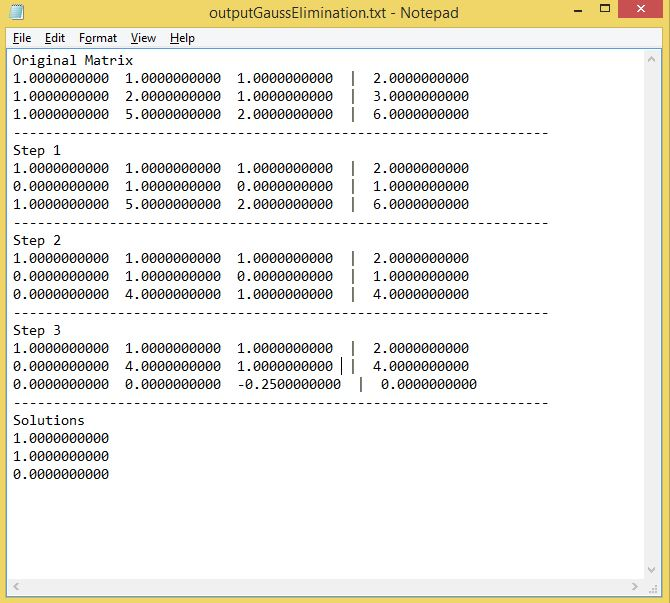 outputGaussElimination.txt - Notepad
File Edit Format View Help
Original Matrix
1.0000000000 1.0000000000 1.0000000000 | 2.0000000000
1.0000000000 2.0000000000 1.0000000000 | 3.0000000000
1.0000000000 5.0000000000 2.0000000000 | 6.0000000000
-------------------------------------------------------------------
Step 1
1.0000000000 1.0000000000 1.0000000000 | 2.0000000000
0.0000000000 1.0000000000 0.0000000000 | 1.0000000000
1.0000000000 5.0000000000 2.0000000000 | 6.0000000000
-------------------------------------------------------------------
Step 2
1.0000000000 1.0000000000 1.0000000000 | 2.0000000000
0.0000000000 1.0000000000 0.0000000000 | 1.0000000000
0.0000000000 4.0000000000 1.0000000000 | 4.0000000000
-------------------------------------------------------------------
Step 3
1.0000000000 1.0000000000 1.0000000000 | 2.0000000000
0.0000000000 4.0000000000 1.0000000000 | 4.0000000000
0.0000000000 0.0000000000 -0.2500000000 | 0.0000000000
-------------------------------------------------------------------
Solutions
1.0000000000
1.0000000000
0.0000000000